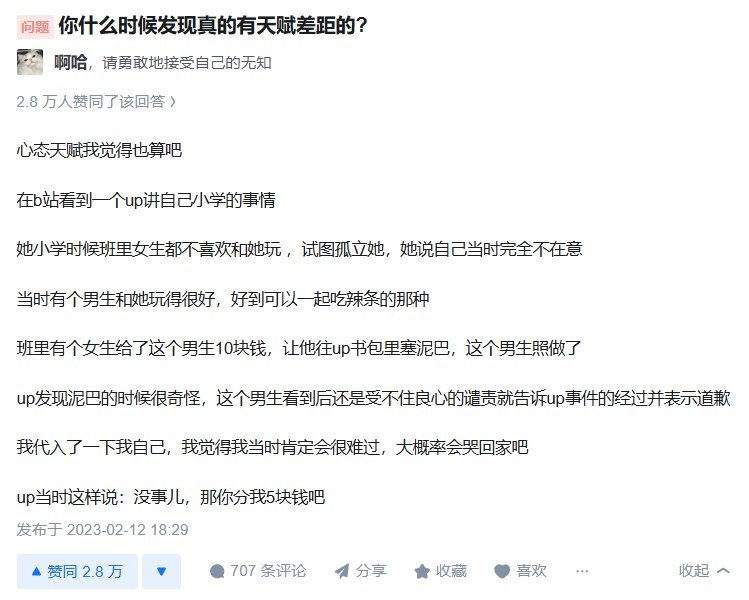 问题 你什么时候发现真的有天赋差距的?
啊哈，请勇敢地接受自己的无知
2.8 万人赞同了该回答 ›
心态天赋我觉得也算吧
在b站看到一个up讲自己小学的事情
她小学时候班里女生都不喜欢和她玩 ，试图孤立她，她说自己当时完全不在意
当时有个男生和她玩得很好，好到可以一起吃辣条的那种
班里有个女生给了这个男生10块钱，让他往up书包里塞泥巴，这个男生照做了
up发现泥巴的时候很奇怪，这个男生看到后还是受不住良心的谴责就告诉up事件的经过并表示道歉
我代入了一下我自己，我觉得我当时肯定会很难过，大概率会哭回家吧
up当时这样说：没事儿，那你分我5块钱吧
发布于 2023-02-12 18:29
▲ 赞同 2.8 万 ▼ 707 条评论 分享 收藏 喜欢 ··· 收起